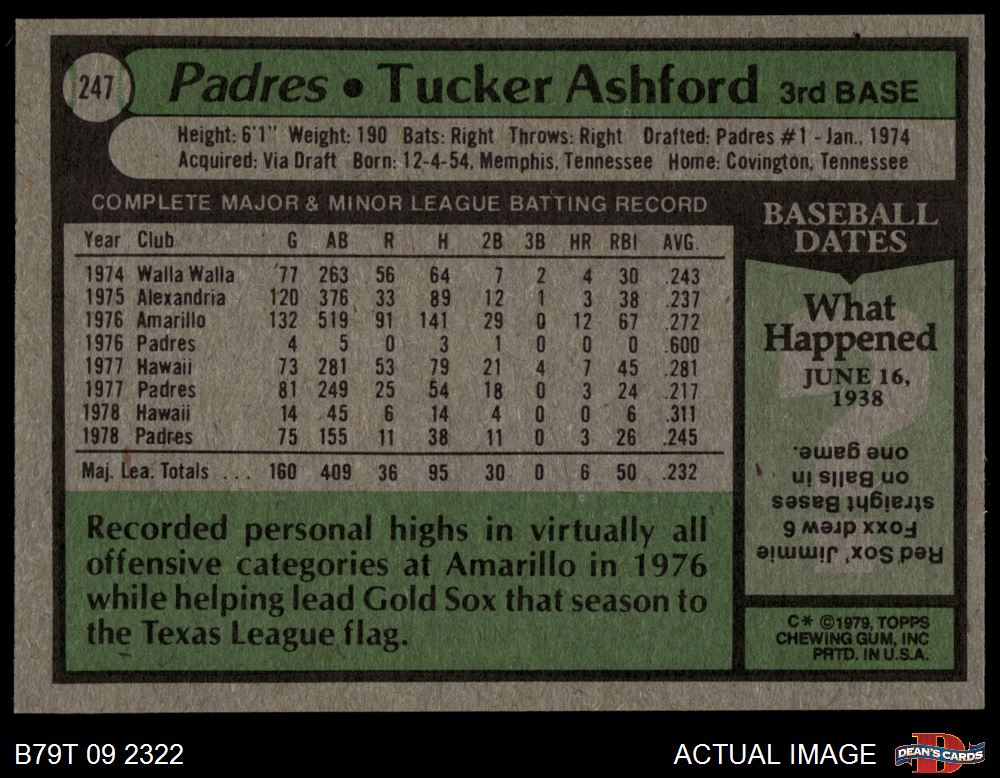 247
Padres • Tucker Ashford 3rd BASE
Height: 6'1" Weight: 190 Bats: Right Throws: Right Drafted: Padres #1 - Jan., 1974
Acquired: Via Draft Born: 12-4-54, Memphis, Tennessee Home: Covington, Tennessee
COMPLETE MAJOR & MINOR LEAGUE BATTING RECORD
Year Club G AB R H 2B 3B HR RBI AVG.
1974 Walla Walla 77 263 56 64 7 2 4 30 .243
1975 Alexandria 120 376 33 89 12 1 3 38 .237
1976 Amarillo 132 519 91 141 29 0 12 67 .272
1976 Padres 4 5 0 3 1 0 0 0 .600
1977 Hawaii 73 281 53 79 21 4 7 45 .281
1977 Padres 81 249 25 54 18 0 3 24 .217
1978 Hawaii 14 45 6 14 4 0 0 6 .311
1978 Padres 75 155 11 38 11 0 3 26 .245
Maj. Lea. Totals . . . 160 409 36 95 30 0 6 50 .232
Recorded personal highs in virtually all
offensive categories at Amarillo in 1976
while helping lead Gold Sox that season to
the Texas League flag.
BASEBALL
DATES
What
Happened
JUNE 16,
1938
Red Sox' Jimmie
Foxx drew 6
straight Bases
on Balls in
one game.
C* ©1979, TOPPS
CHEWING GUM, INC
PRTD. IN U.S.A.
B79T 09 2322
ACTUAL IMAGE
DEAN'S CARDS